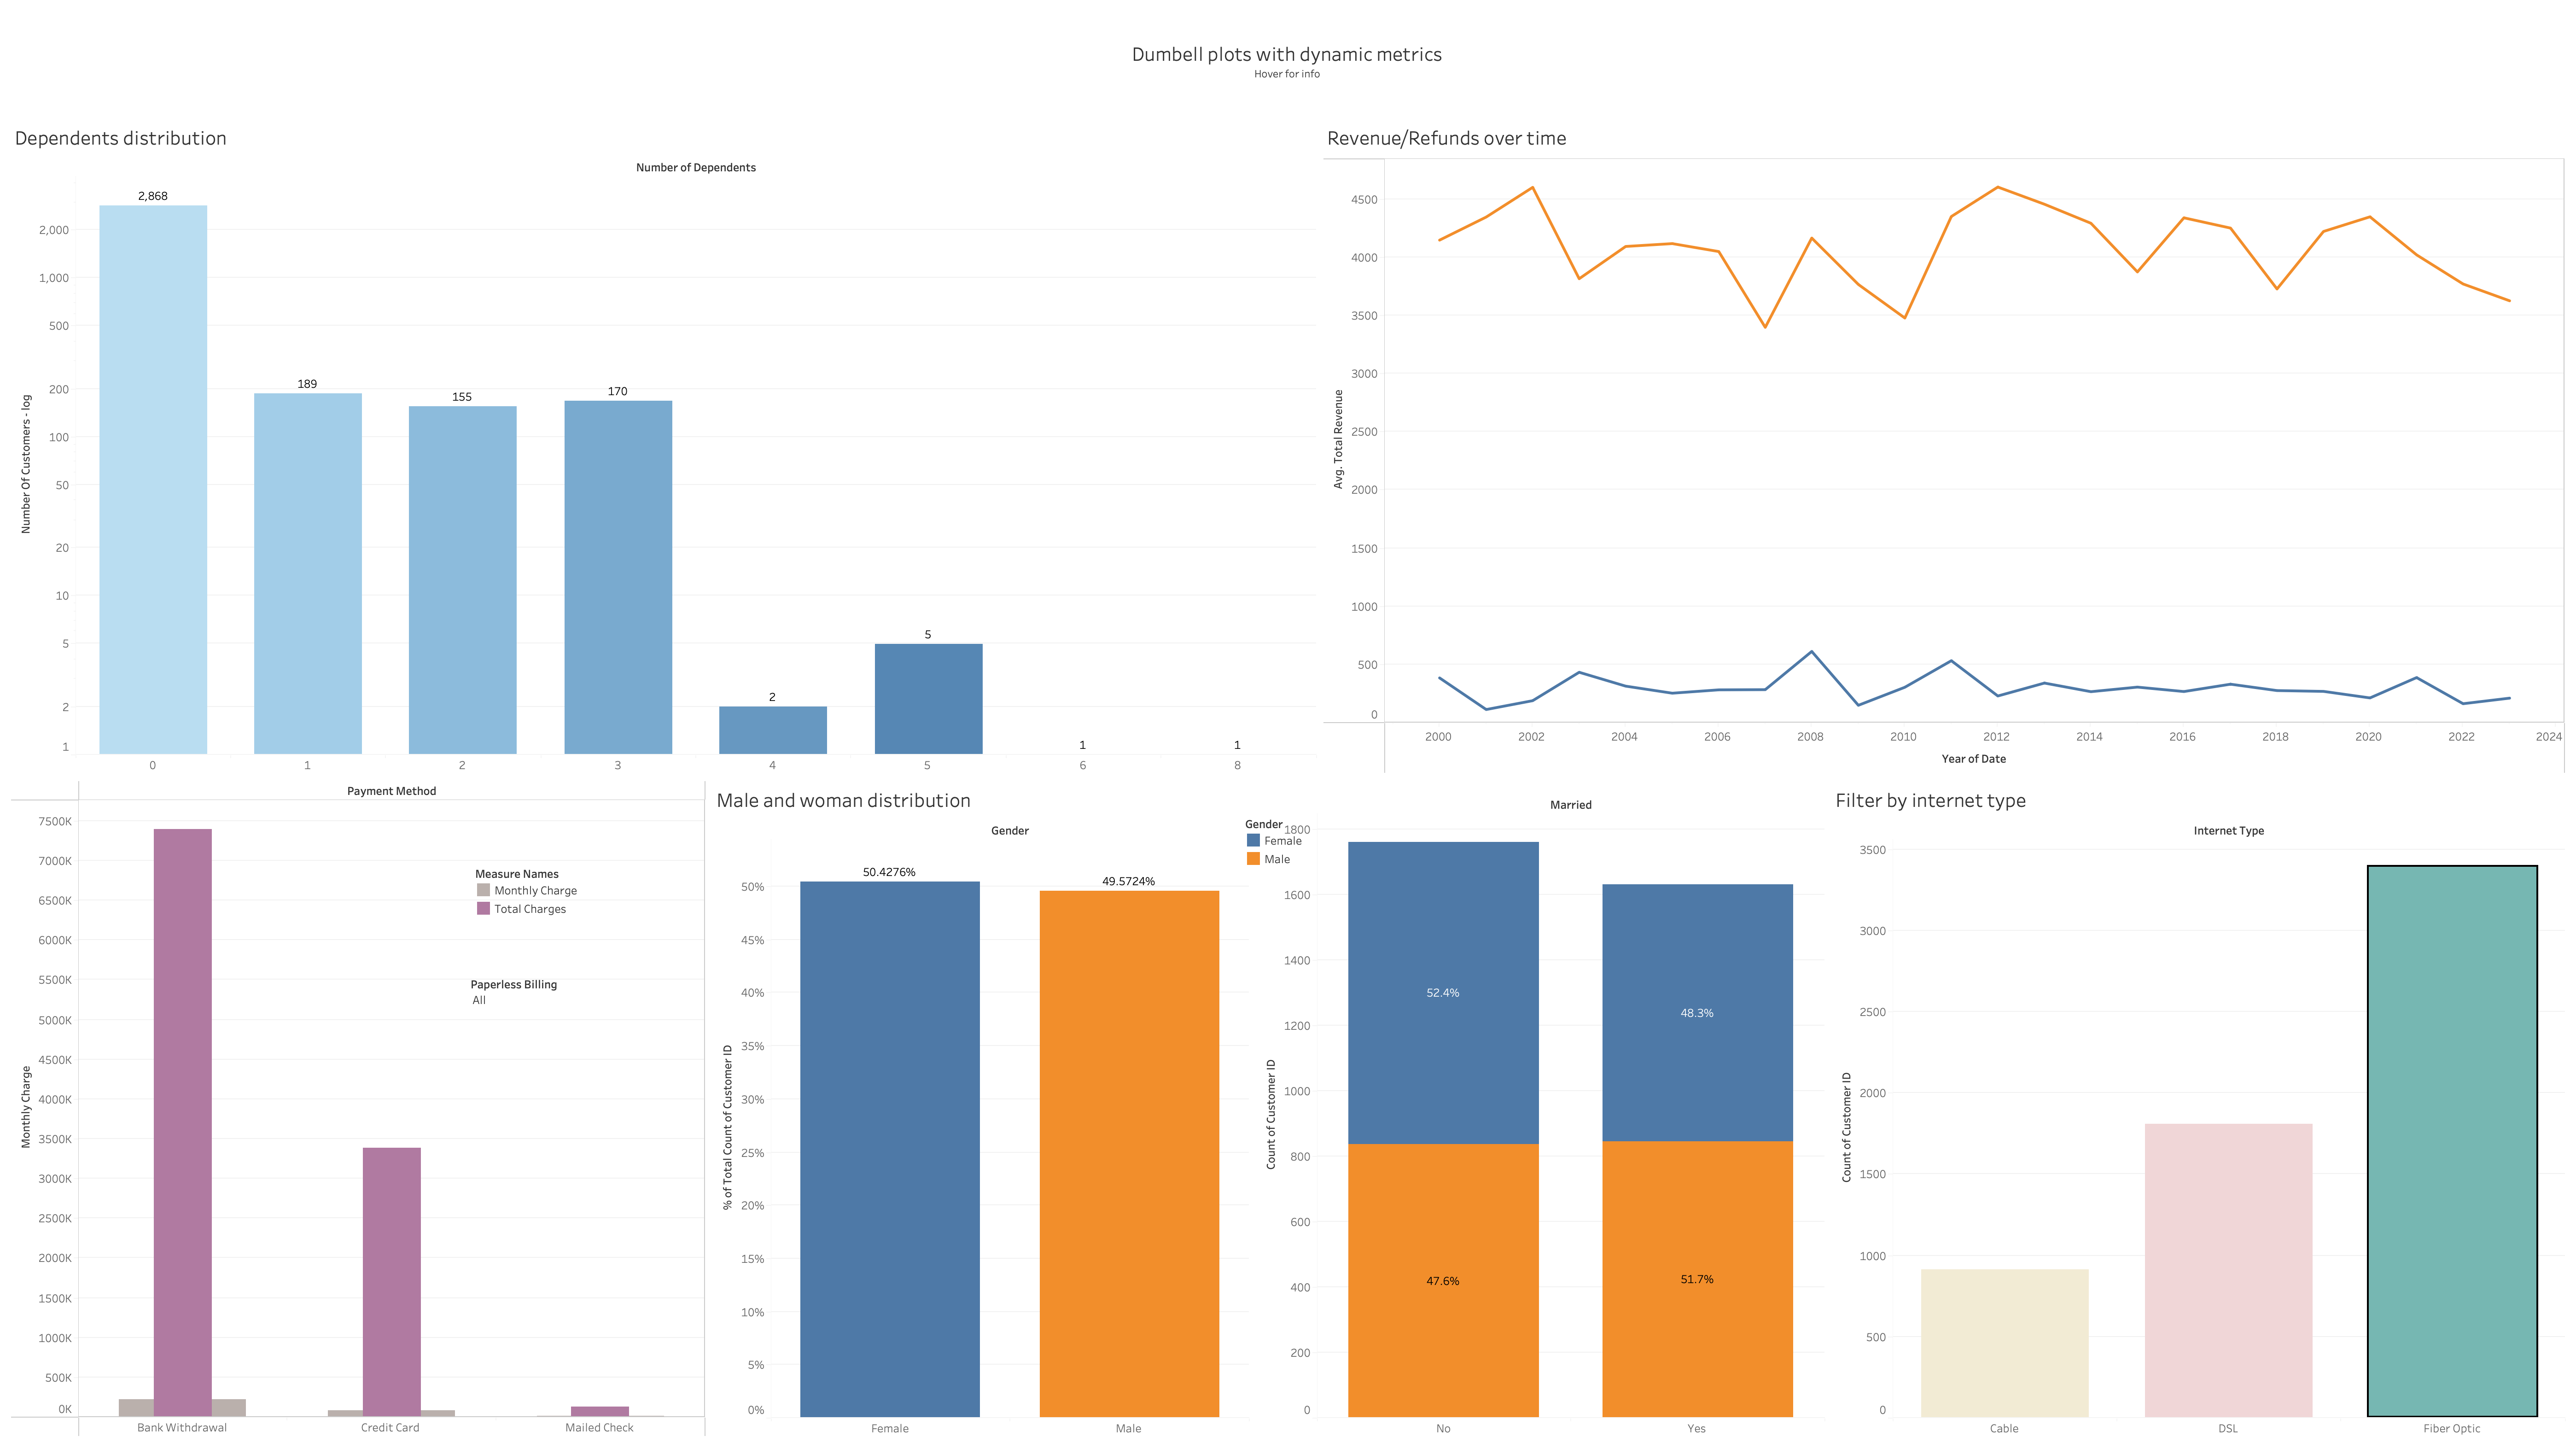 Dumbell plots with dynamic metrics
Hover for info
Dependents distribution
Number of Dependents
Number Of Customers - log
2,000
1,000
500
200
100
50
20
10
5
2
1
2,868
189
155
170
2
5
1
1
0 1 2 3 4 5 6 8
Revenue/Refunds over time
Avg. Total Revenue
4500
4000
3500
3000
2500
2000
1500
1000
500
0
2000 2002 2004 2006 2008 2010 2012 2014 2016 2018 2020 2022 2024
Year of Date
Payment Method
Monthly Charge
7500K
7000K
6500K
6000K
5500K
5000K
4500K
4000K
3500K
3000K
2500K
2000K
1500K
1000K
500K
0K
Measure Names
Monthly Charge
Total Charges
Paperless Billing
All
Bank Withdrawal Credit Card Mailed Check
Male and woman distribution
Gender
% of Total Count of Customer ID
50%
45%
40%
35%
30%
25%
20%
15%
10%
5%
0%
50.4276%
49.5724%
Female Male
Gender
Female
Male
Married
Count of Customer ID
1800
1600
1400
1200
1000
800
600
400
200
0
52.4%
48.3%
47.6%
51.7%
No Yes
Filter by internet type
Internet Type
Count of Customer ID
3500
3000
2500
2000
1500
1000
500
0
Cable DSL Fiber Optic